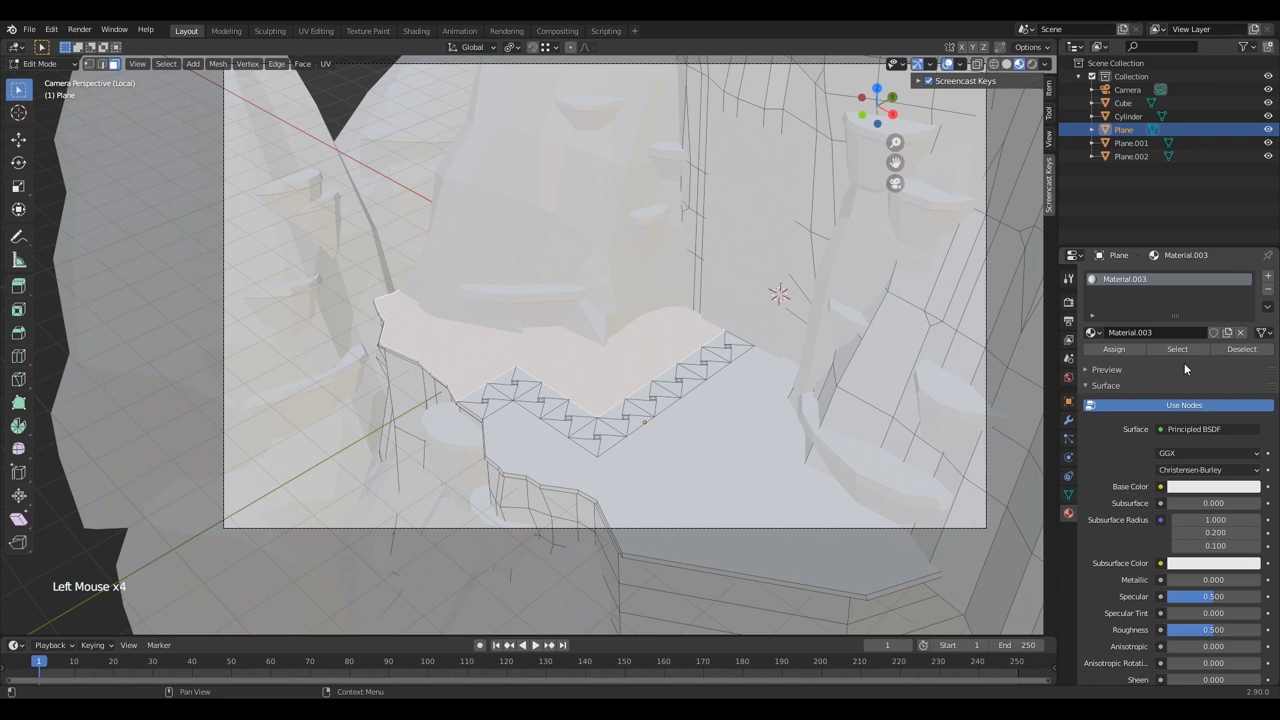 File Edit Render Window Help Layout Modeling Sculpting UV Editing Texture Paint Shading Animation Rendering Compositing Scripting + Scene View Layer
Global Options
Edit Mode View Select Add Mesh Vertex Edge Face UV
Camera Perspective (Local)
(1) Plane
Screencast Keys
X Y Z
Item
Tool
View
Screencast Keys
Z
X
Scene Collection
Collection
Camera
Cube
Cylinder
Plane
Plane.001
Plane.002
Plane Material.003
Material.003
Material.003
Assign Select Deselect
Preview
Surface
Use Nodes
Surface Principled BSDF
GGX
Christensen-Burley
Base Color
Subsurface 0.000
Subsurface Radius 1.000
0.200
0.100
Subsurface Color
Metallic 0.000
Specular 0.500
Specular Tint 0.000
Roughness 0.500
Anisotropic 0.000
Anisotropic Rotati... 0.000
Sheen 0.000
Left Mouse x4
Playback Keying View Marker 1 Start 1 End 250
1 10 20 30 40 50 60 70 80 90 100 110 120 130 140 150 160 170 180 190 200 210 220 230 240 250
Pan View Context Menu 2.90.0